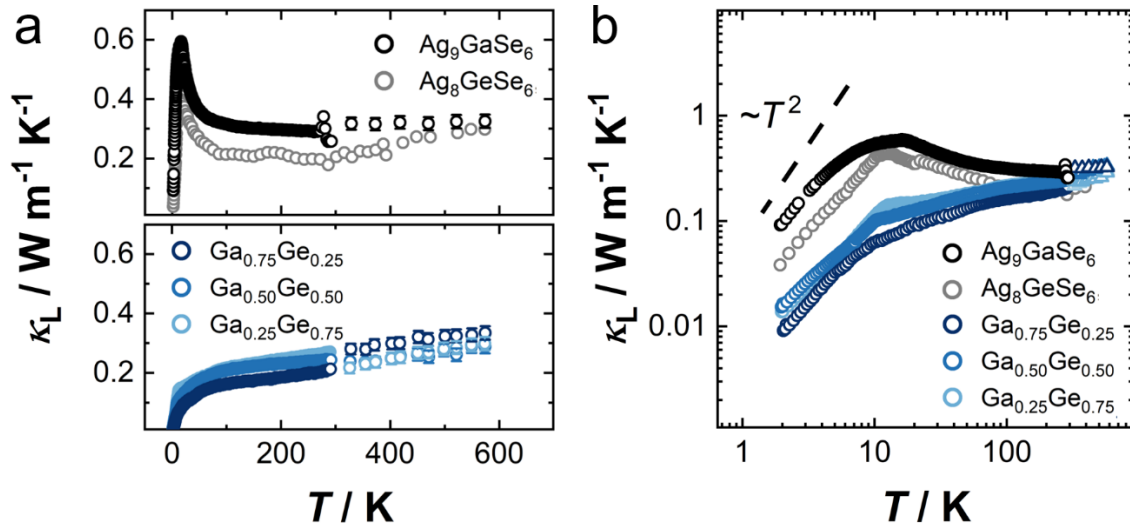 a
0.6
0.4
0.2
Ag₉GaSe₆
Ag₈GeSe₆
0.6
0.4
0.2
Ga₀.₇₅Ge₀.₂₅
Ga₀.₅₀Ge₀.₅₀
Ga₀.₂₅Ge₀.₇₅
0 200 400 600
κL / W m⁻¹ K⁻¹
T / K
b
~T²
1
0.1
0.01
Ag₉GaSe₆
Ag₈GeSe₆
Ga₀.₇₅Ge₀.₂₅
Ga₀.₅₀Ge₀.₅₀
Ga₀.₂₅Ge₀.₇₅
1 10 100
κL / W m⁻¹ K⁻¹
T / K